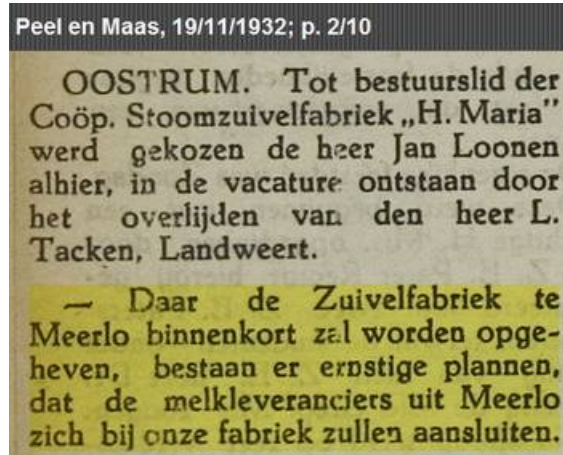 Peel en Maas, 19/11/1932; p. 2/10
OOSTRUM. Tot bestuurslid der
Coöp. Stoomzuivelfabriek „H. Maria”
werd gekozen de heer Jan Loonen
alhier, in de vacature ontstaan door
het overlijden van den heer L.
Tacken, Landweert.
— Daar de Zuivelfabriek te
Meerlo binnenkort zal worden opge-
heven, bestaan er ernstige plannen,
dat de melkleveranciers uit Meerlo
zich bij onze fabriek zullen aansluiten.